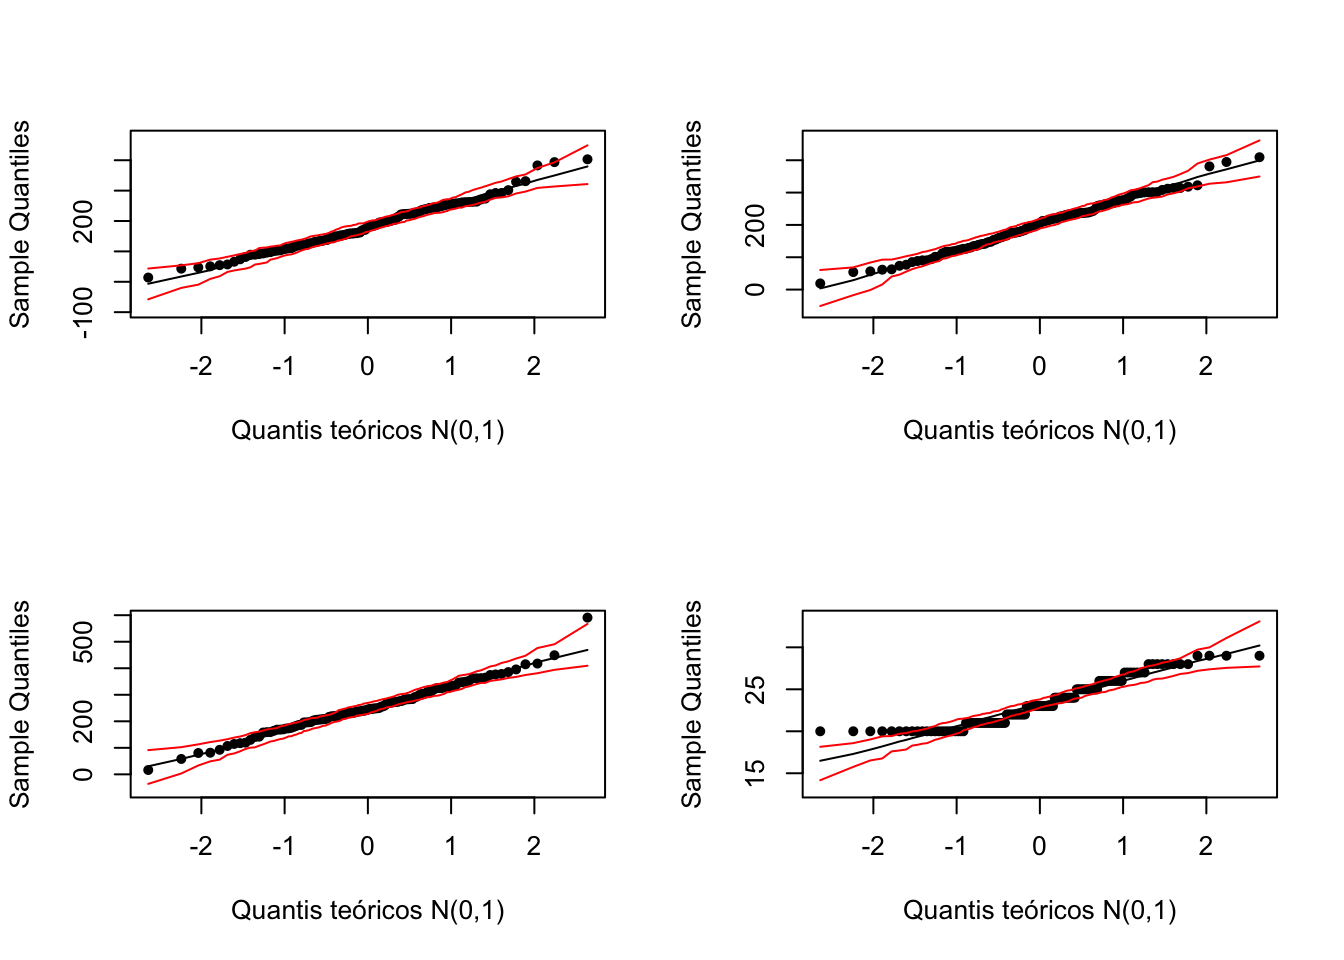 Sample Quantiles
200
-100
-2 -1 0 1 2
Quantis teóricos N(0,1)
Sample Quantiles
200
0
-2 -1 0 1 2
Quantis teóricos N(0,1)
Sample Quantiles
500
200
0
-2 -1 0 1 2
Quantis teóricos N(0,1)
Sample Quantiles
25
15
-2 -1 0 1 2
Quantis teóricos N(0,1)